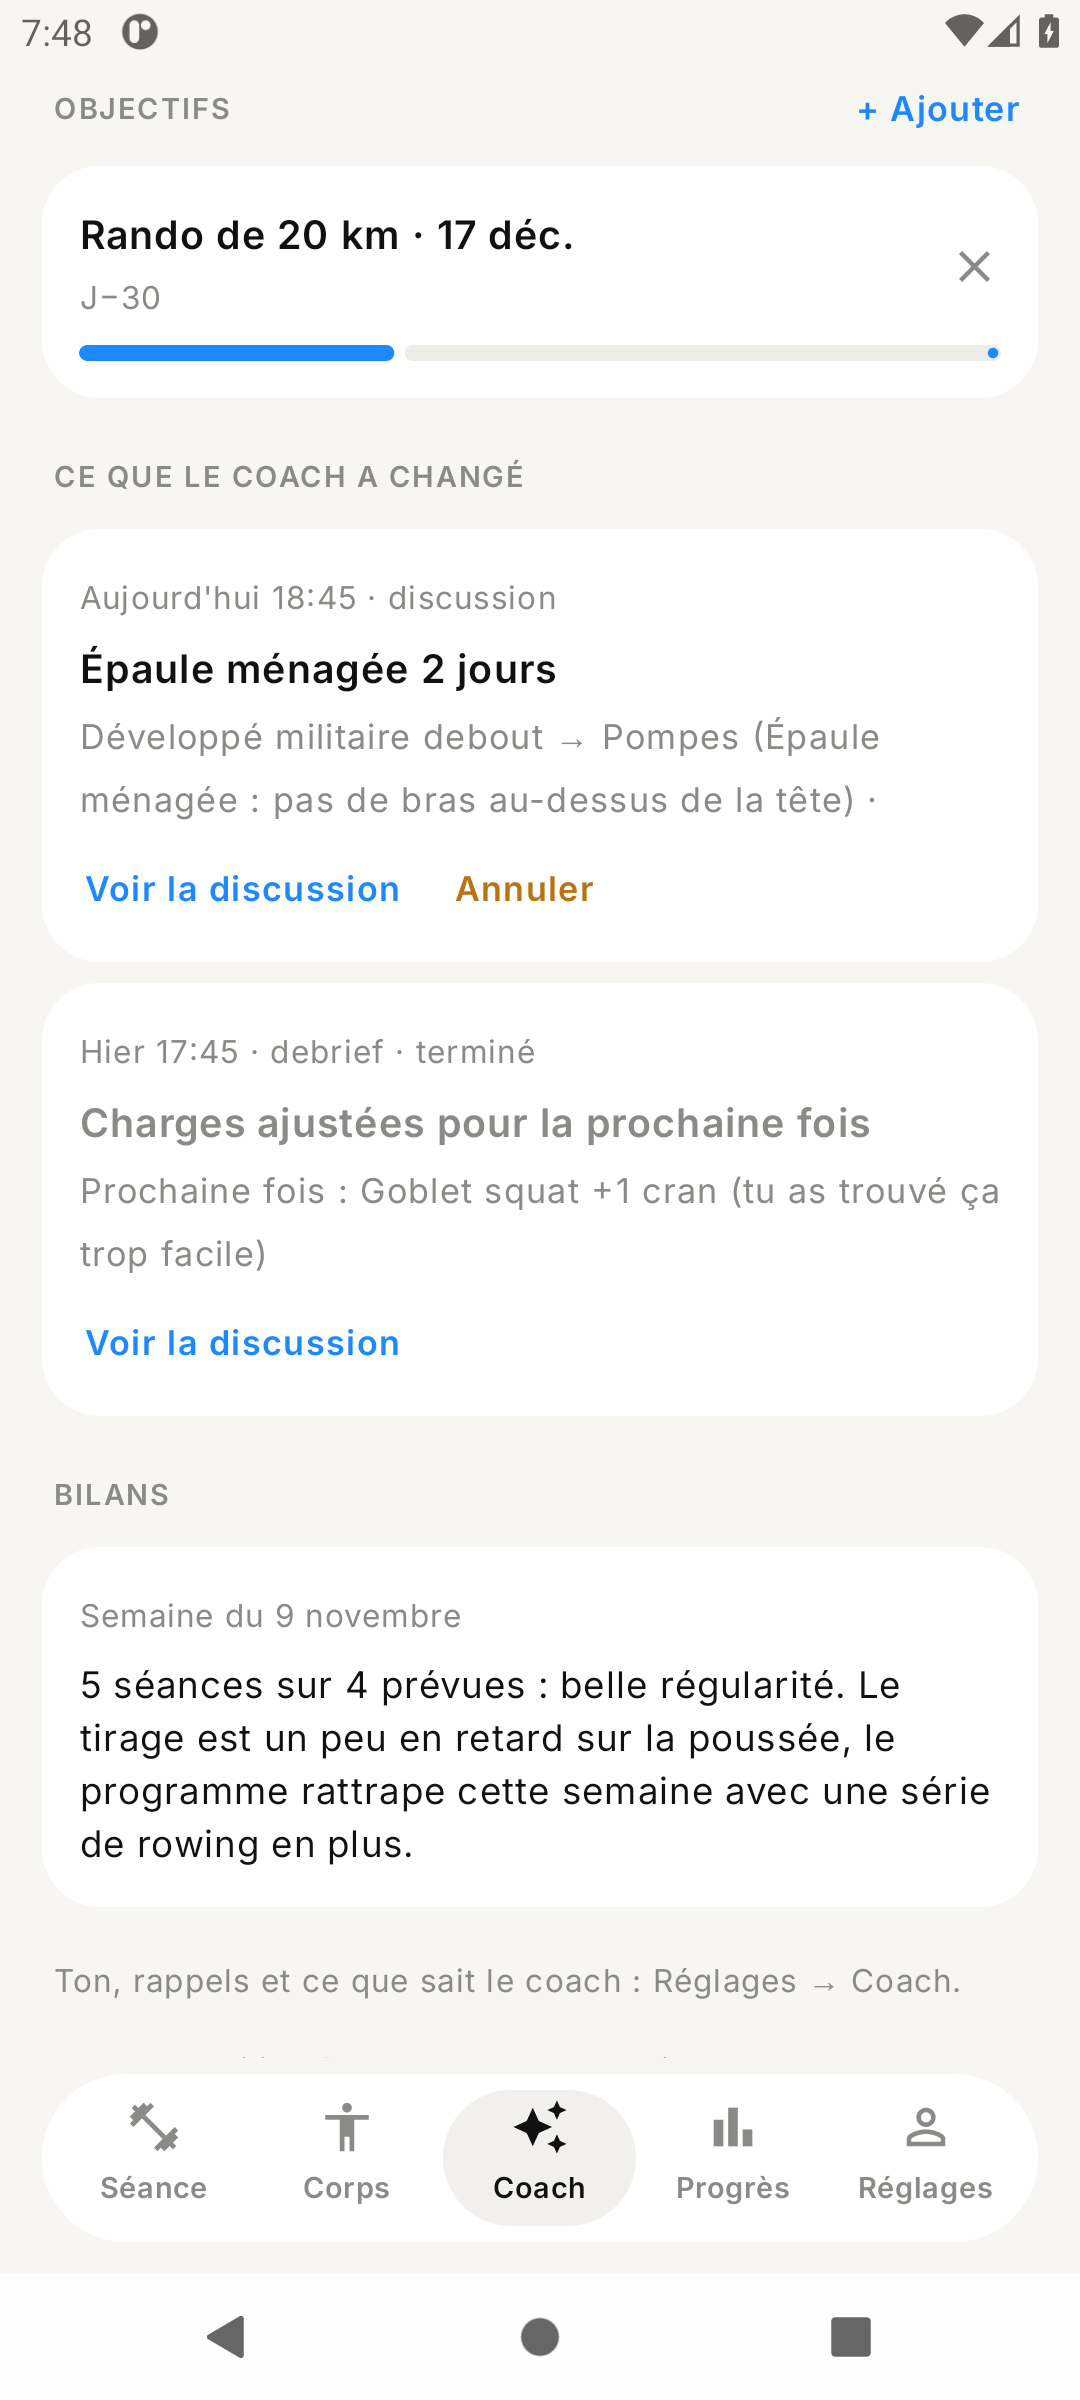 7:48
OBJECTIFS
+ Ajouter
Rando de 20 km · 17 déc.
J−30
CE QUE LE COACH A CHANGÉ
Aujourd'hui 18:45 · discussion
Épaule ménagée 2 jours
Développé militaire debout → Pompes (Épaule
ménagée : pas de bras au-dessus de la tête) ·
Voir la discussion
Annuler
Hier 17:45 · debrief · terminé
Charges ajustées pour la prochaine fois
Prochaine fois : Goblet squat +1 cran (tu as trouvé ça
trop facile)
Voir la discussion
BILANS
Semaine du 9 novembre
5 séances sur 4 prévues : belle régularité. Le
tirage est un peu en retard sur la poussée, le
programme rattrape cette semaine avec une série
de rowing en plus.
Ton, rappels et ce que sait le coach : Réglages → Coach.
Séance
Corps
Coach
Progrès
Réglages